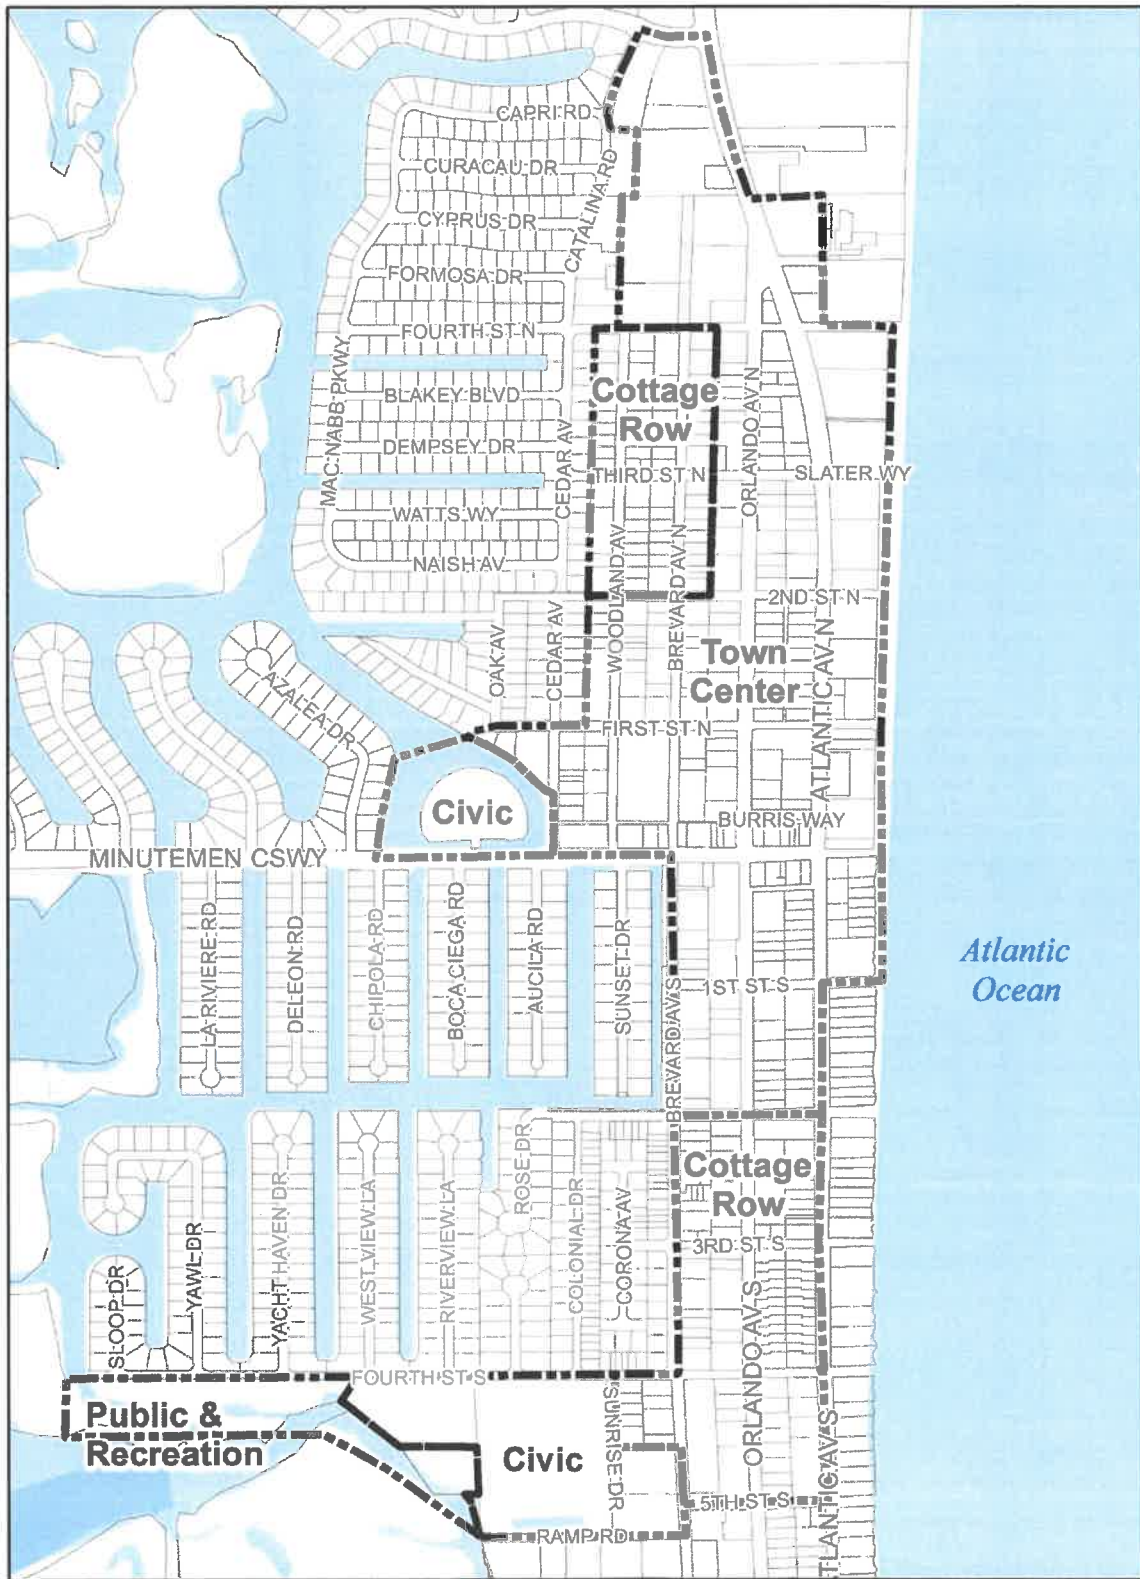 CAPRI RD
CURACAU DR
CATALINA RD
CYPRUS DR
FORMOSA DR
FOURTH ST N
MAC NABB PKWY
BLAKEY BLVD
Cottage
Row
ORLANDO AV N
DEMPSEY DR
CEDAR AV
THIRD ST N
SLATER WY
WATTS WY
NAISH AV
WOODLAND AV
BREVARD AV N
2ND ST N
OAK AV
CEDAR AV
Town
Center
ATLANTIC AV N
AZALEA DR
FIRST ST N
Civic
BURRIS WAY
MINUTEMEN CSWY
LA RIVIERE RD
DELEON RD
CHIPOLA RD
BOCA CIEGA RD
AUCILA RD
SUNSET DR
BREVARD AV S
1ST ST S
Atlantic
Ocean
ROSE DR
Cottage
Row
SLOOP DR
YAWL DR
YACHT HAVEN DR
WEST VIEW LA
RIVERVIEW LA
COLONIAL DR
CORONA AV
3RD ST S
ORLANDO AV S
FOURTH ST S
Public &
Recreation
Civic
SUNRISE DR
5TH ST S
ATLANTIC AV S
RAMP RD